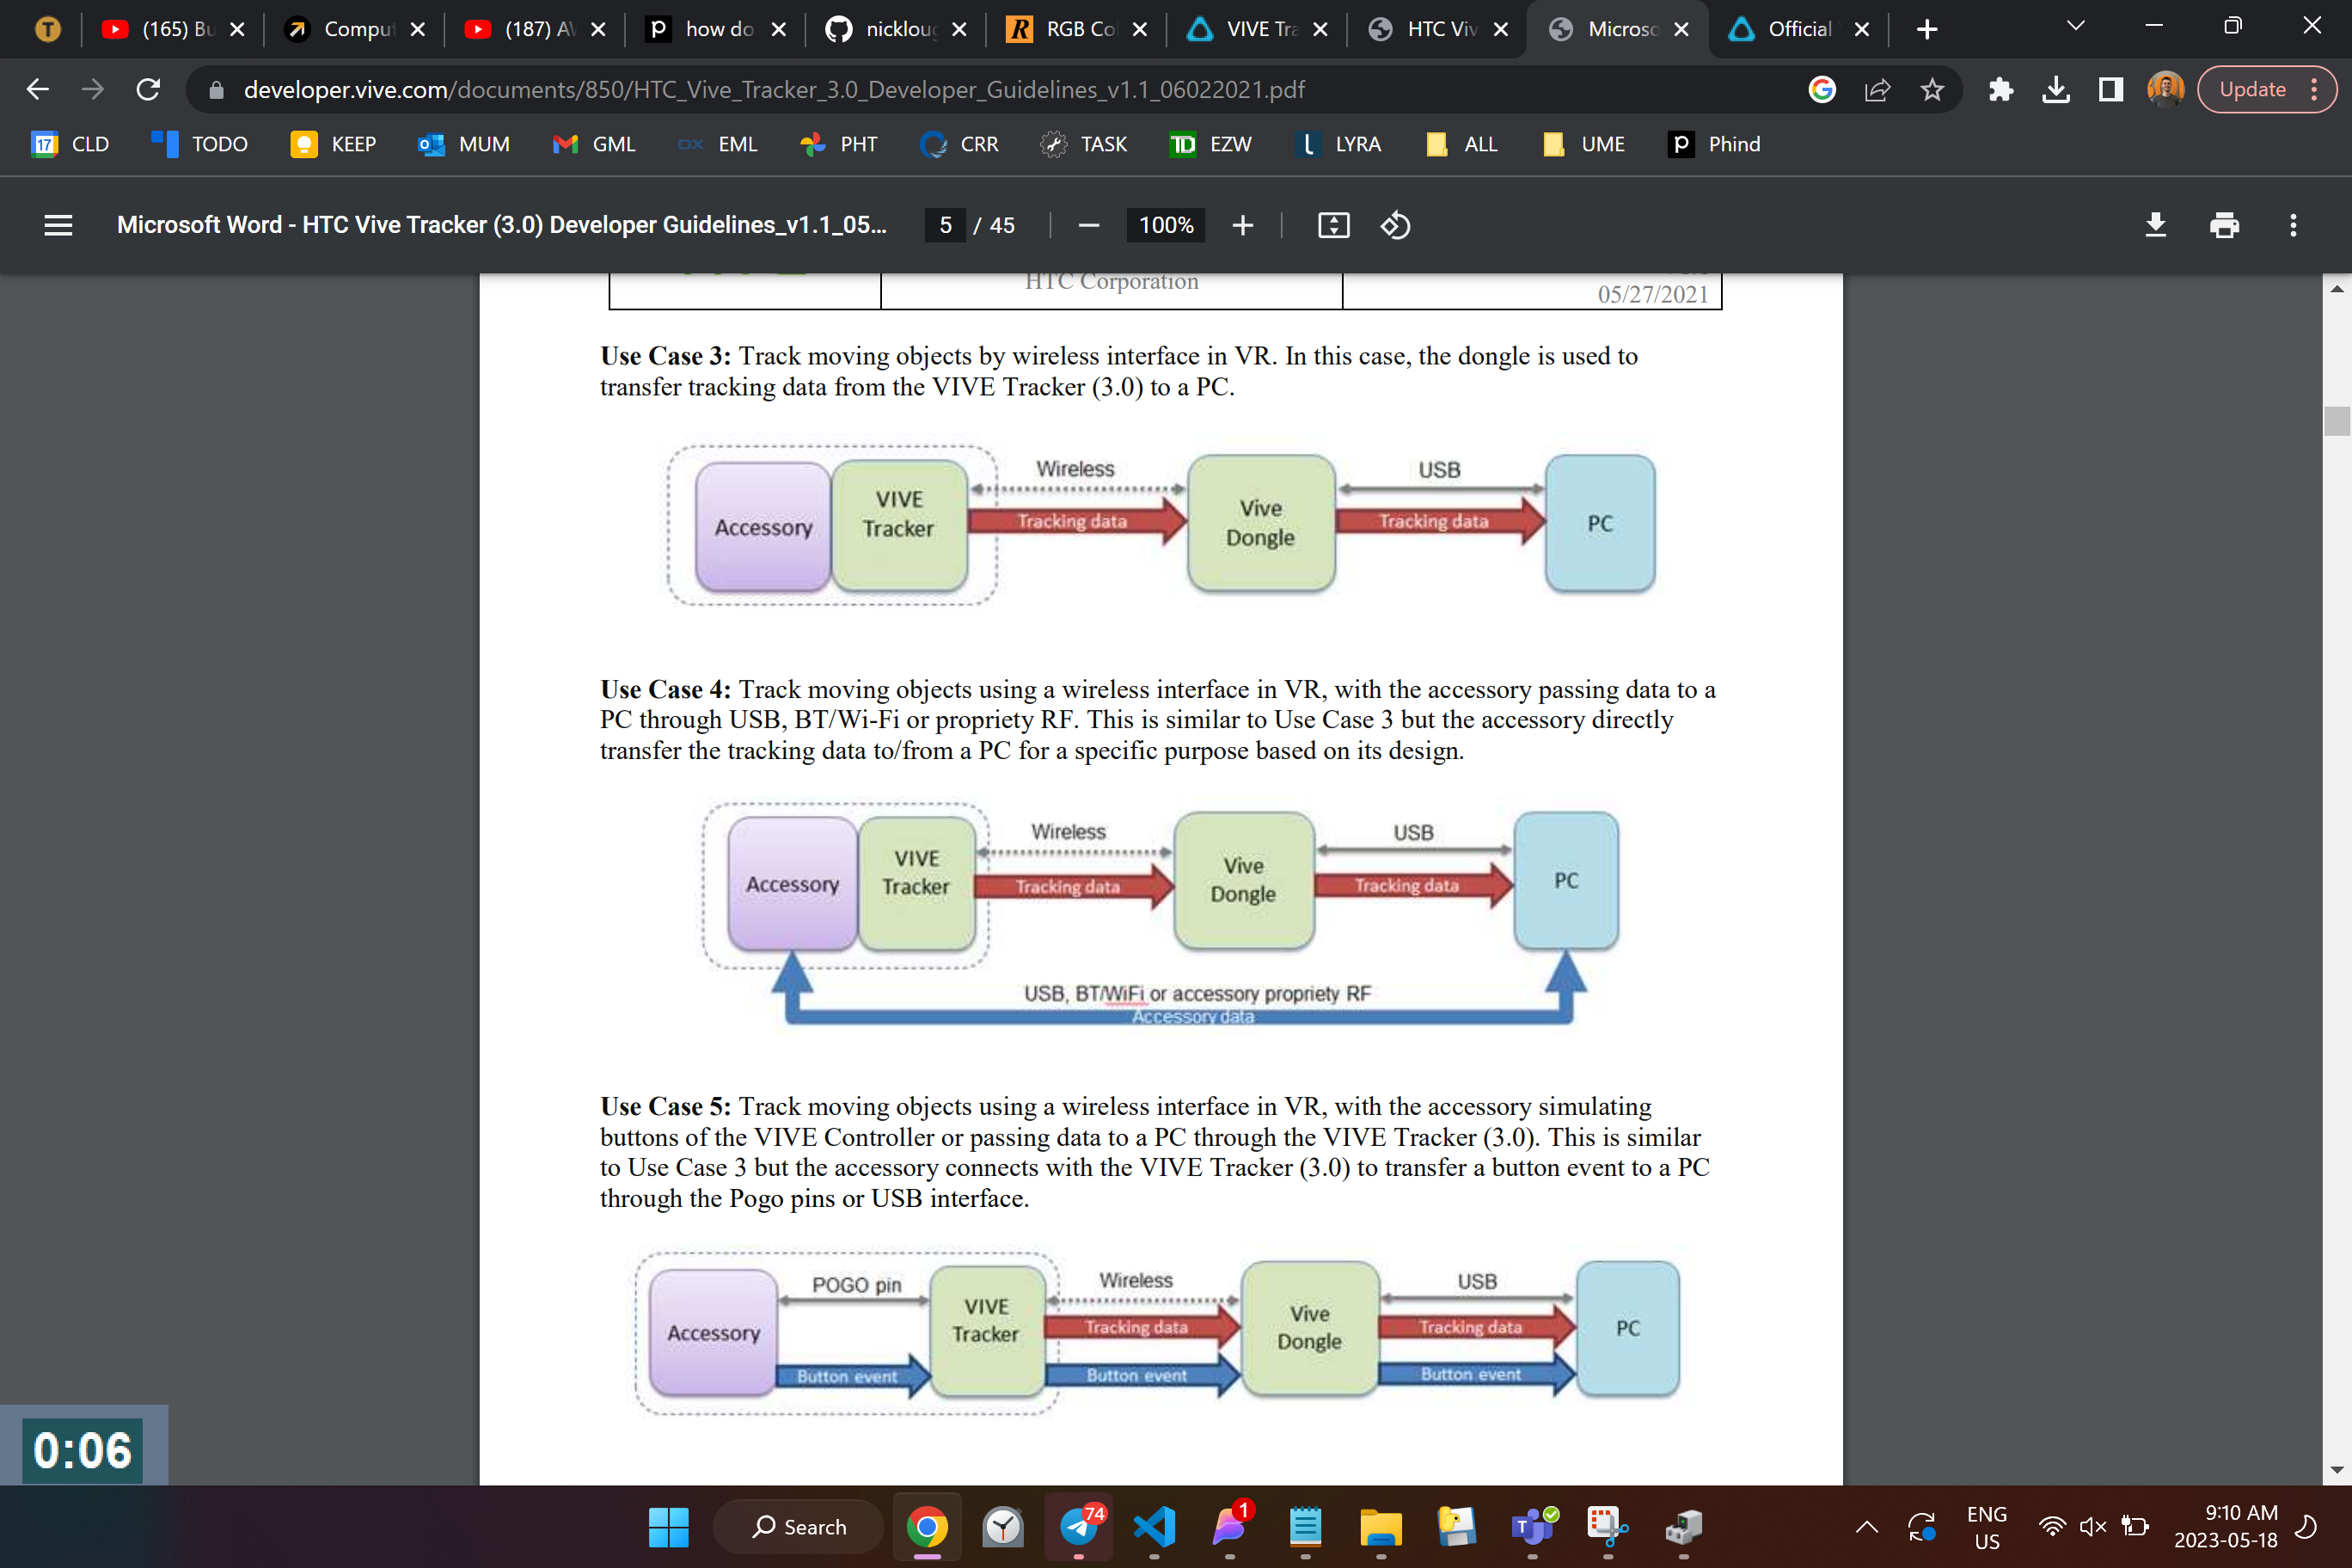 T
(165) Bu
Comput
(187) A
how do
nicklou
RGB Co
VIVE Tra
HTC Viv
Microso
Official
developer.vive.com/documents/850/HTC_Vive_Tracker_3.0_Developer_Guidelines_v1.1_06022021.pdf
Update
17 CLD
TODO
KEEP
MUM
GML
DX EML
PHT
CRR
TASK
TD EZW
LYRA
ALL
UME
p Phind
Microsoft Word - HTC Vive Tracker (3.0) Developer Guidelines_v1.1_05...
5 / 45
100%
HTC Corporation
05/27/2021
Use Case 3: Track moving objects by wireless interface in VR. In this case, the dongle is used to
transfer tracking data from the VIVE Tracker (3.0) to a PC.
Accessory
VIVE
Tracker
Wireless
Tracking data
Vive
Dongle
USB
Tracking data
PC
Use Case 4: Track moving objects using a wireless interface in VR, with the accessory passing data to a
PC through USB, BT/Wi-Fi or propriety RF. This is similar to Use Case 3 but the accessory directly
transfer the tracking data to/from a PC for a specific purpose based on its design.
Accessory
VIVE
Tracker
Wireless
Tracking data
Vive
Dongle
USB
Tracking data
PC
USB, BT/WiFi or accessory propriety RF
Accessory data
Use Case 5: Track moving objects using a wireless interface in VR, with the accessory simulating
buttons of the VIVE Controller or passing data to a PC through the VIVE Tracker (3.0). This is similar
to Use Case 3 but the accessory connects with the VIVE Tracker (3.0) to transfer a button event to a PC
through the Pogo pins or USB interface.
Accessory
POGO pin
Button event
VIVE
Tracker
Wireless
Tracking data
Button event
Vive
Dongle
USB
Tracking data
Button event
PC
0:06
Search
74
1
ENG
US
9:10 AM
2023-05-18